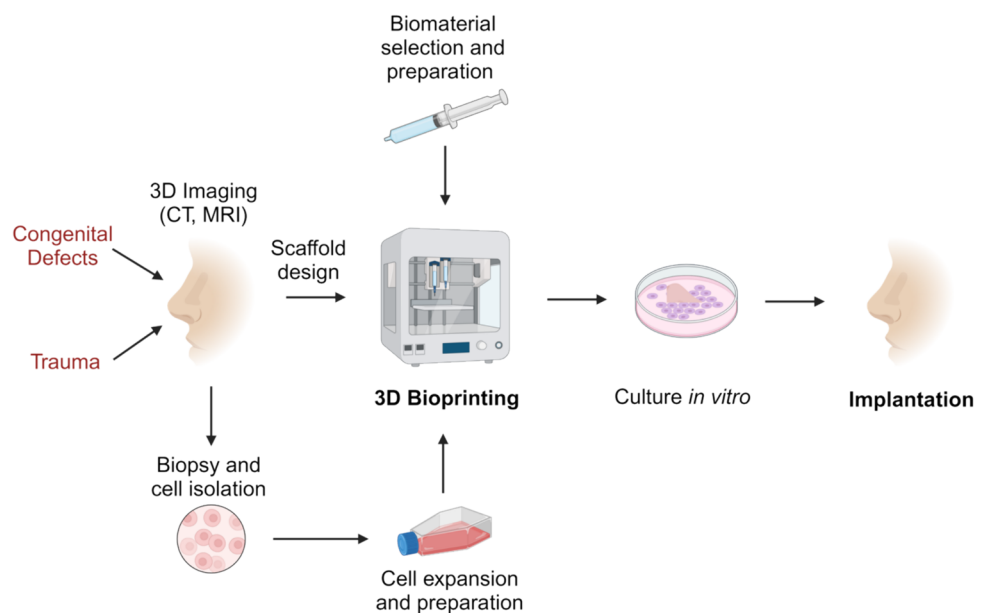 Biomaterial
selection and
preparation
3D Imaging
(CT, MRI)
Congenital
Defects
Trauma
Scaffold
design
3D Bioprinting
Culture in vitro
Implantation
Biopsy and
cell isolation
Cell expansion
and preparation